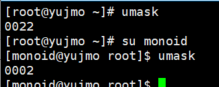 [root@yujmo ~]# umask
0022
[root@yujmo ~]# su monoid
[monoid@yujmo root]$ umask
0002
[monoid@yujmo root]$